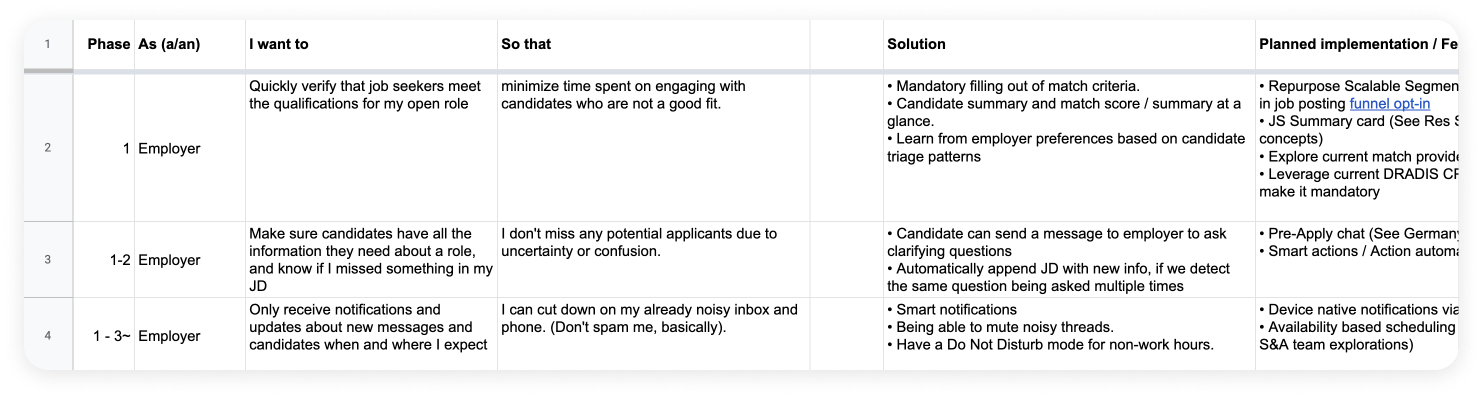 1 Phase As (a/an) I want to So that Solution Planned implementation /
2
1 Employer
Quickly verify that job seekers meet
the qualifications for my open role
minimize time spent on engaging with
candidates who are not a good fit.
• Mandatory filling out of match criteria.
• Candidate summary and match score / summary at a
glance.
• Learn from employer preferences based on candidate
triage patterns
• Repurpose Scalable
in job posting funnel opt-in
• JS Summary card (See Res
concepts)
• Explore current match
• Leverage current DRADIS
make it mandatory
3
1-2 Employer
Make sure candidates have all the
information they need about a role,
and know if I missed something in my
JD
I don't miss any potential applicants due to
uncertainty or confusion.
• Candidate can send a message to employer to ask
clarifying questions
• Automatically append JD with new info, if we detect
the same question being asked multiple times
• Pre-Apply chat (See
• Smart actions / Action
4
1 - 3~ Employer
Only receive notifications and
updates about new messages and
candidates when and where I expect
I can cut down on my already noisy inbox and
phone. (Don't spam me, basically).
• Smart notifications
• Being able to mute noisy threads.
• Have a Do Not Disturb mode for non-work hours.
• Device native notifications via
• Availability based scheduling
S&A team explorations)